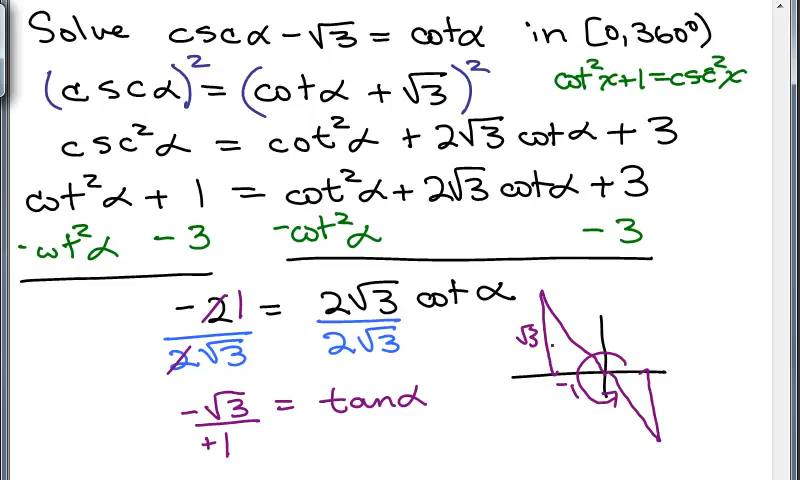 Solve cscα - √3 = cotα in [0,360°)
(cscα)² = (cotα + √3)²
cot²x+1=csc²x
csc²α = cot²α + 2√3 cotα + 3
cot²α + 1 = cot²α + 2√3 cotα + 3
-cot²α - 3 -cot²α - 3
-2 1 = 2√3 cotα
2√3 2√3
-√3 = tanα
+1
√3
-1